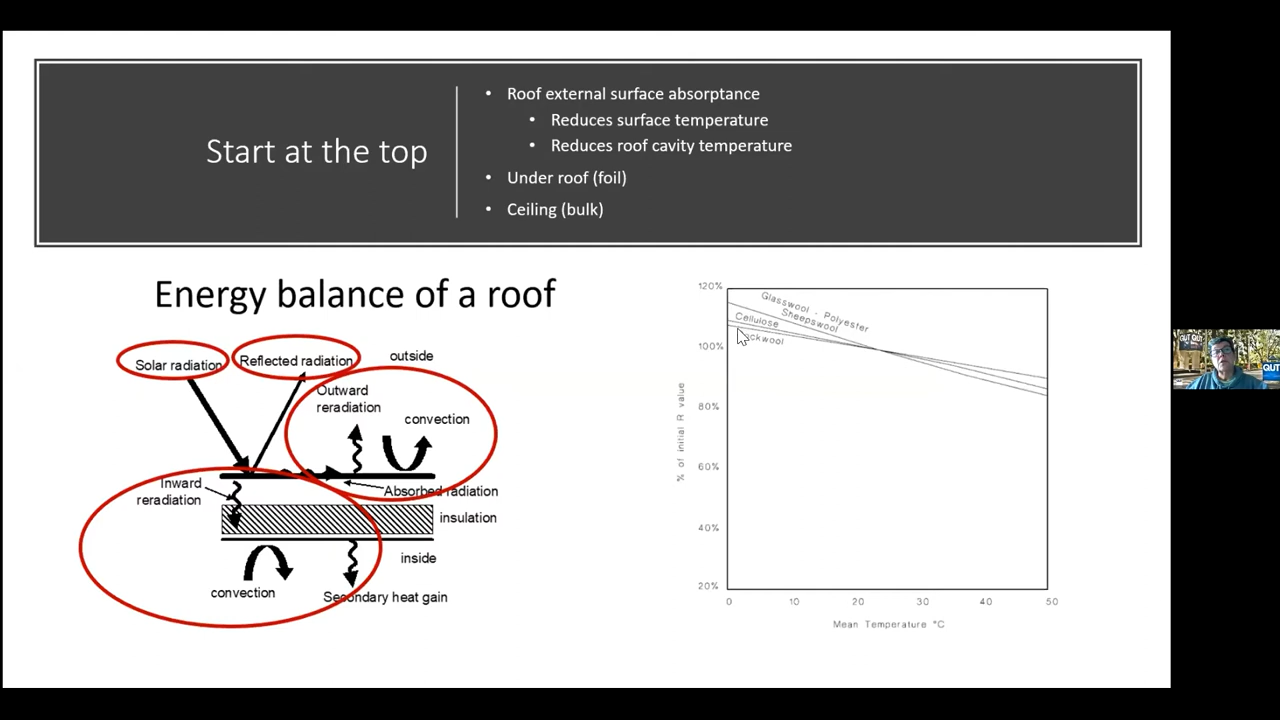 Start at the top
• Roof external surface absorptance
• Reduces surface temperature
• Reduces roof cavity temperature
• Under roof (foil)
• Ceiling (bulk)
Energy balance of a roof
Solar radiation
Reflected radiation
outside
Outward
reradiation
convection
Inward
reradiation
Absorbed radiation
insulation
inside
convection
Secondary heat gain
120%
100%
80%
60%
40%
20%
% of initial R value
Glasswool - Polyester
Sheepswool
Cellulose
0 10 20 30 40 50
Mean Temperature °C
QUT